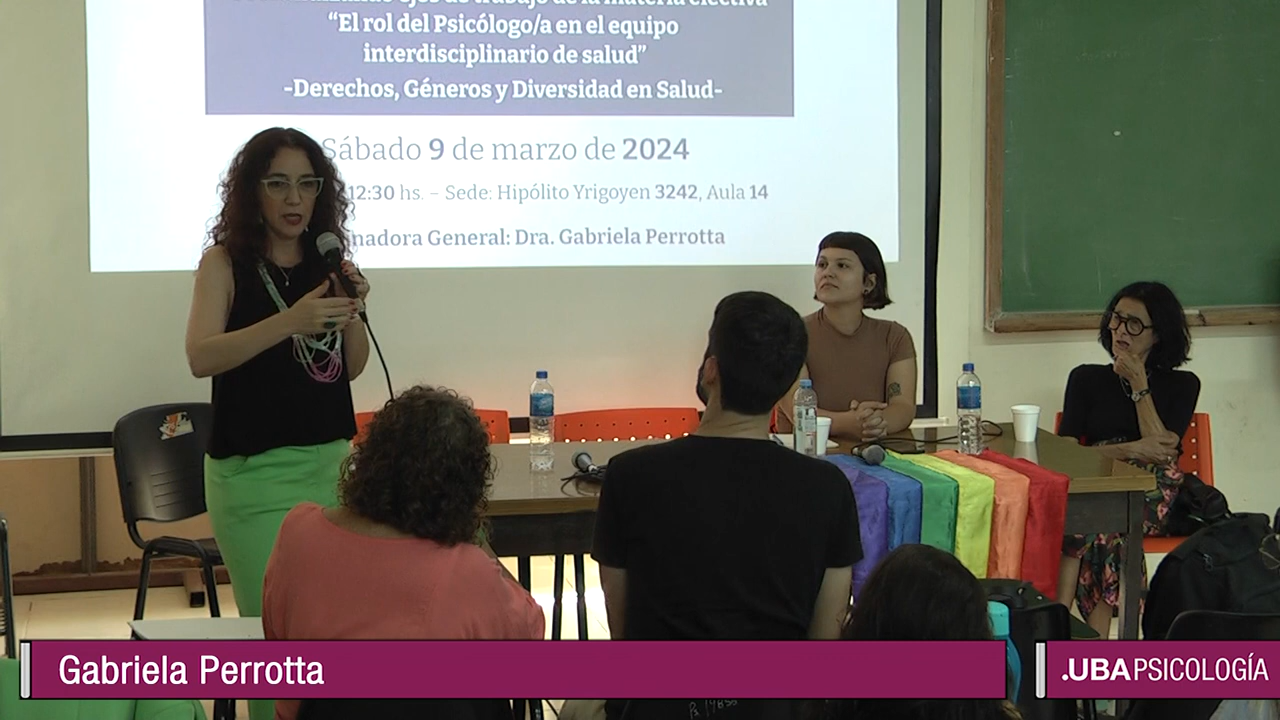 “El rol del Psicólogo/a en el equipo
interdisciplinario de salud”
-Derechos, Géneros y Diversidad en Salud-
Sábado 9 de marzo de 2024
12:30 hs. – Sede: Hipólito Yrigoyen 3242, Aula 14
General: Dra. Gabriela Perrotta
Gabriela Perrotta
.UBAPSICOLOGÍA